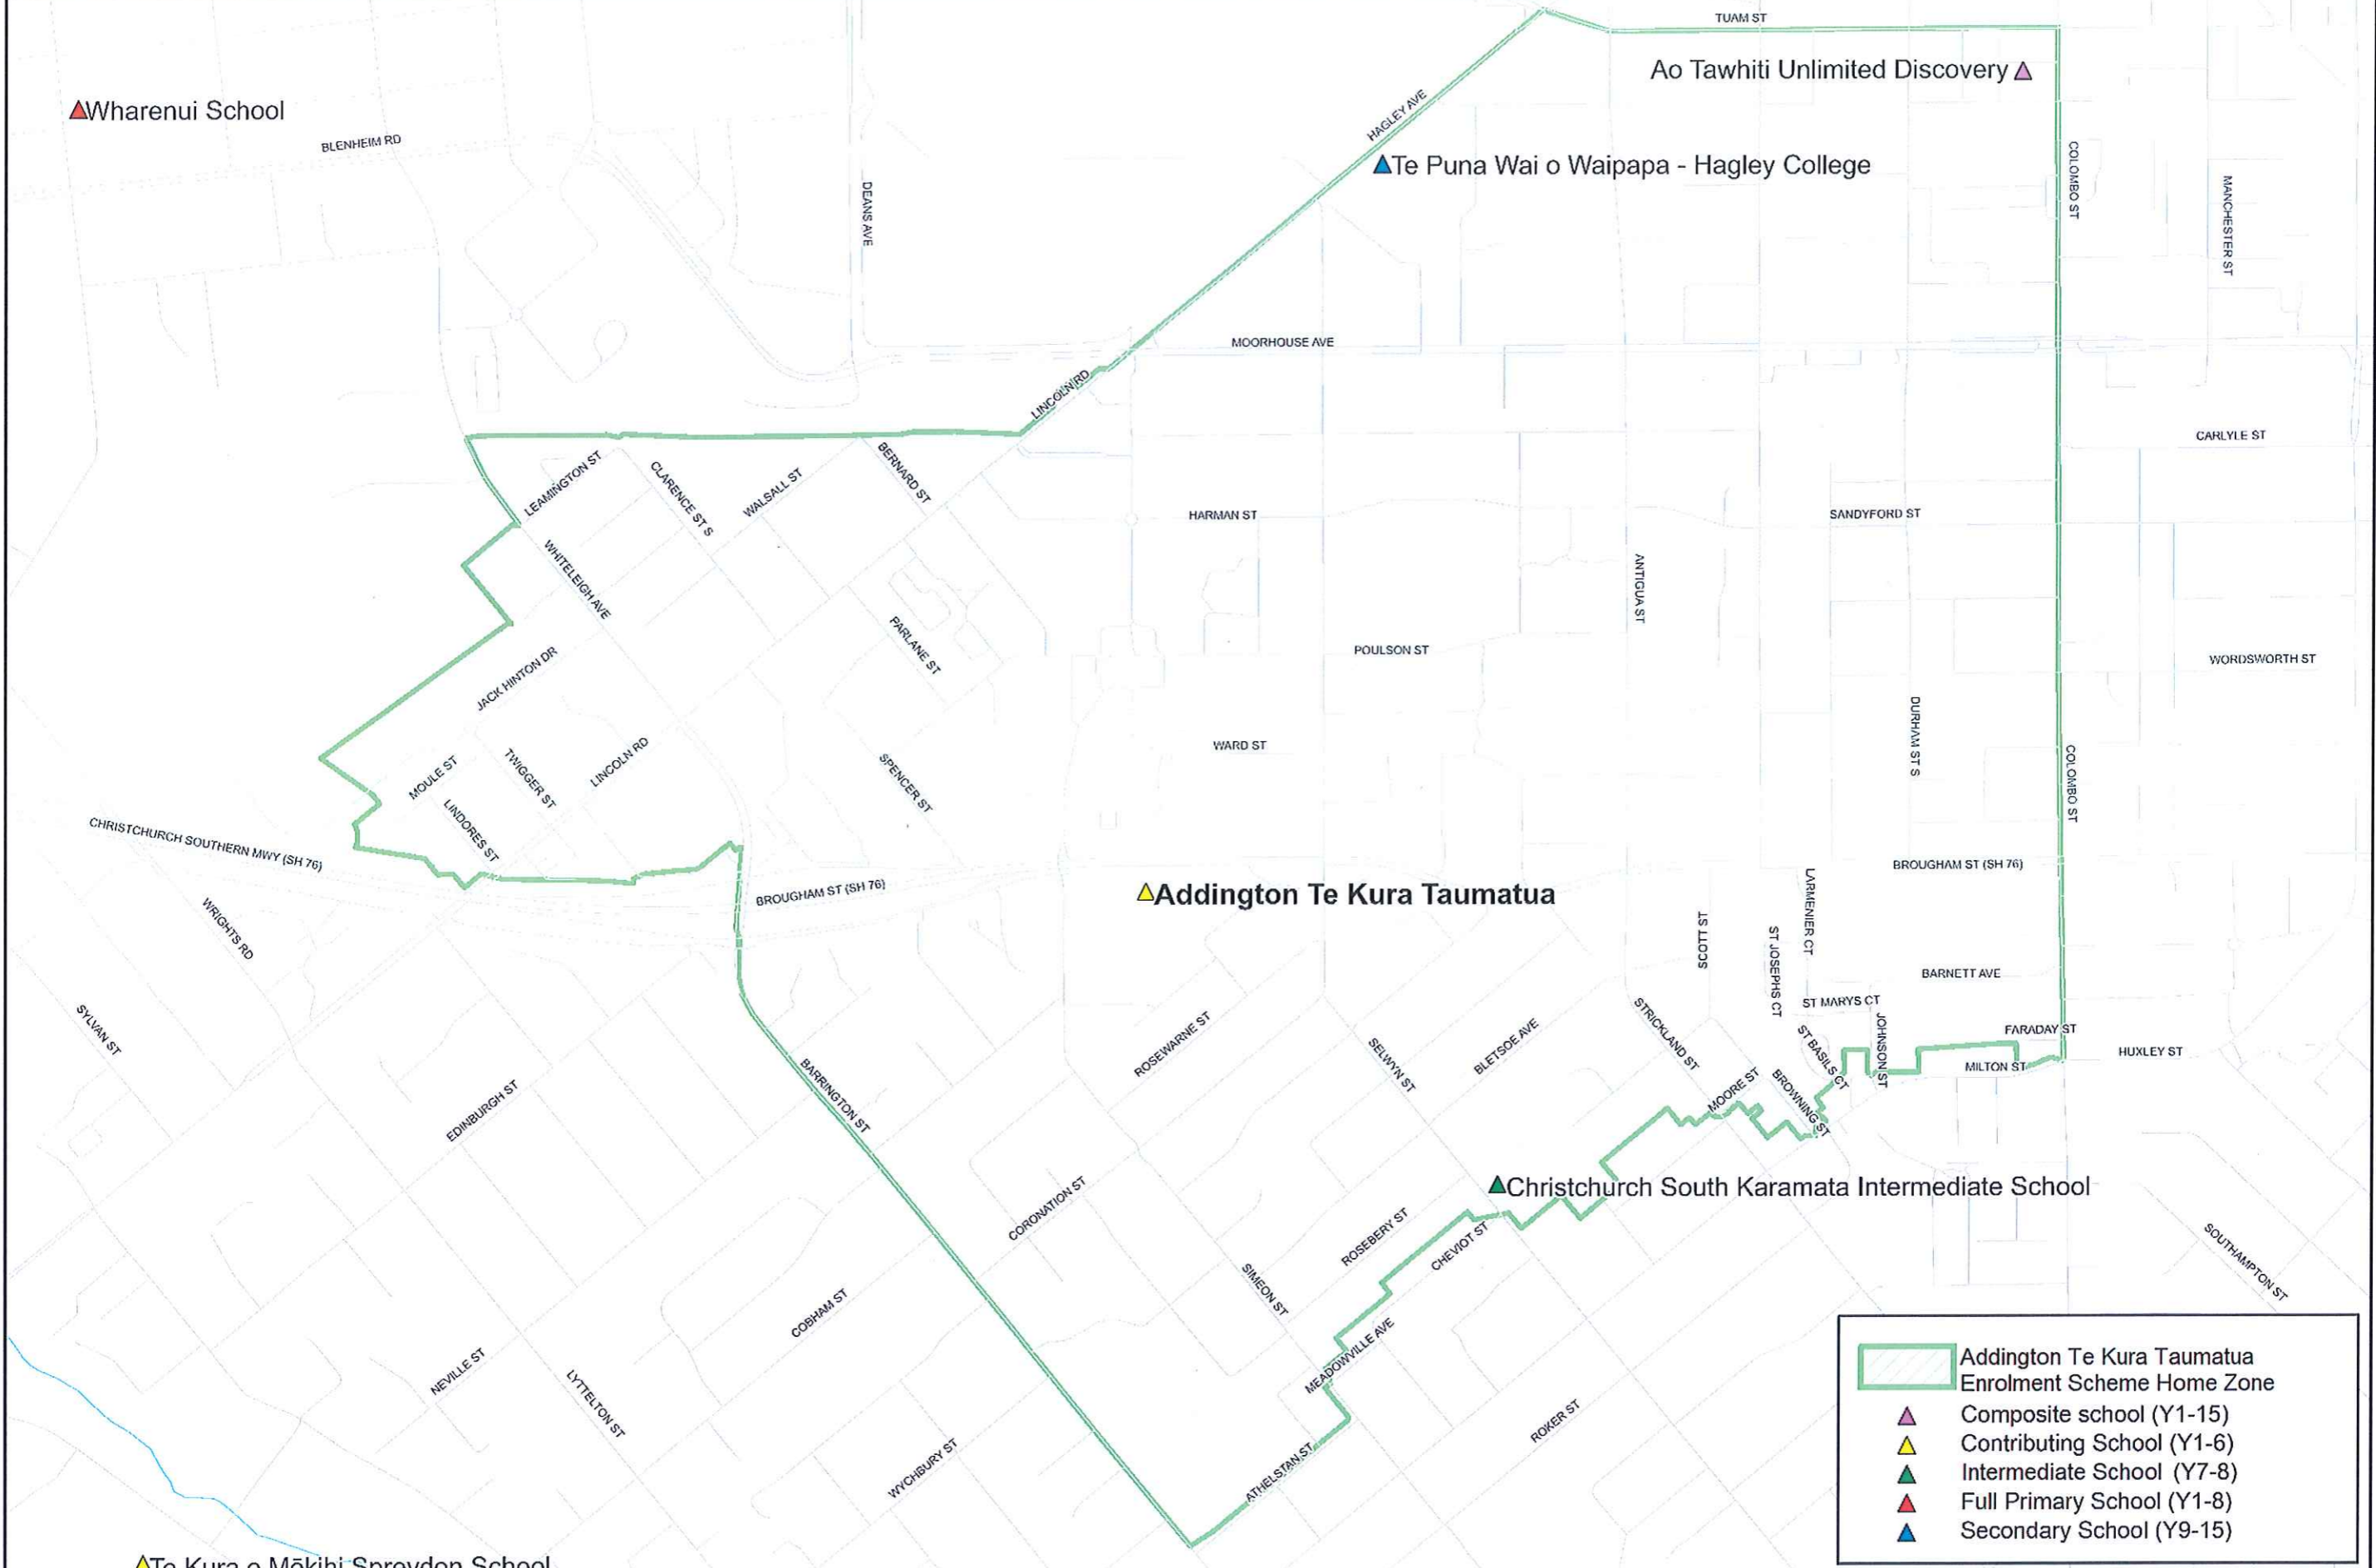 TUAM ST
Ao Tawhiti Unlimited Discovery
Wharenui School
HAGLEY AVE
BLENHEIM RD
Te Puna Wai o Waipapa - Hagley College
COLOMBO ST
MANCHESTER ST
DEANS AVE
MOORHOUSE AVE
LINCOLN RD
CARLYLE ST
LEAMINGTON ST
CLARENCE ST S
WALSALL ST
BERNARD ST
HARMAN ST
SANDYFORD ST
WHITELEIGH AVE
ANTIGUA ST
PARLANE ST
POULSON ST
WORDSWORTH ST
JACK HINTON DR
DURHAM ST S
WARD ST
LINCOLN RD
MOULE ST
TWIGGER ST
SPENCER ST
COLOMBO ST
LINDORES ST
CHRISTCHURCH SOUTHERN MWY (SH 76)
BROUGHAM ST (SH 76)
BROUGHAM ST (SH 76)
Addington Te Kura Taumatua
LARMENIER CT
SCOTT ST
WRIGHTS RD
ST JOSEPHS CT
BARNETT AVE
ST MARYS CT
SYLVAN ST
ROSEWARNE ST
STRICKLAND ST
FARADAY ST
JOHNSON ST
ST BASILS CT
HUXLEY ST
BLETSOE AVE
SELWYN ST
MILTON ST
BARRINGTON ST
EDINBURGH ST
MOORE ST
BROWNING ST
Christchurch South Karamata Intermediate School
CORONATION ST
ROSEBERY ST
CHEVIOT ST
SOUTHAMPTON ST
SIMEON ST
COBHAM ST
MEADOWVILLE AVE
NEVILLE ST
LYTTELTON ST
ROKER ST
WYCHBURY ST
ATHELSTAN ST
Te Kura o Mōkihi Spreydon School
Addington Te Kura Taumatua
Enrolment Scheme Home Zone
Composite school (Y1-15)
Contributing School (Y1-6)
Intermediate School (Y7-8)
Full Primary School (Y1-8)
Secondary School (Y9-15)